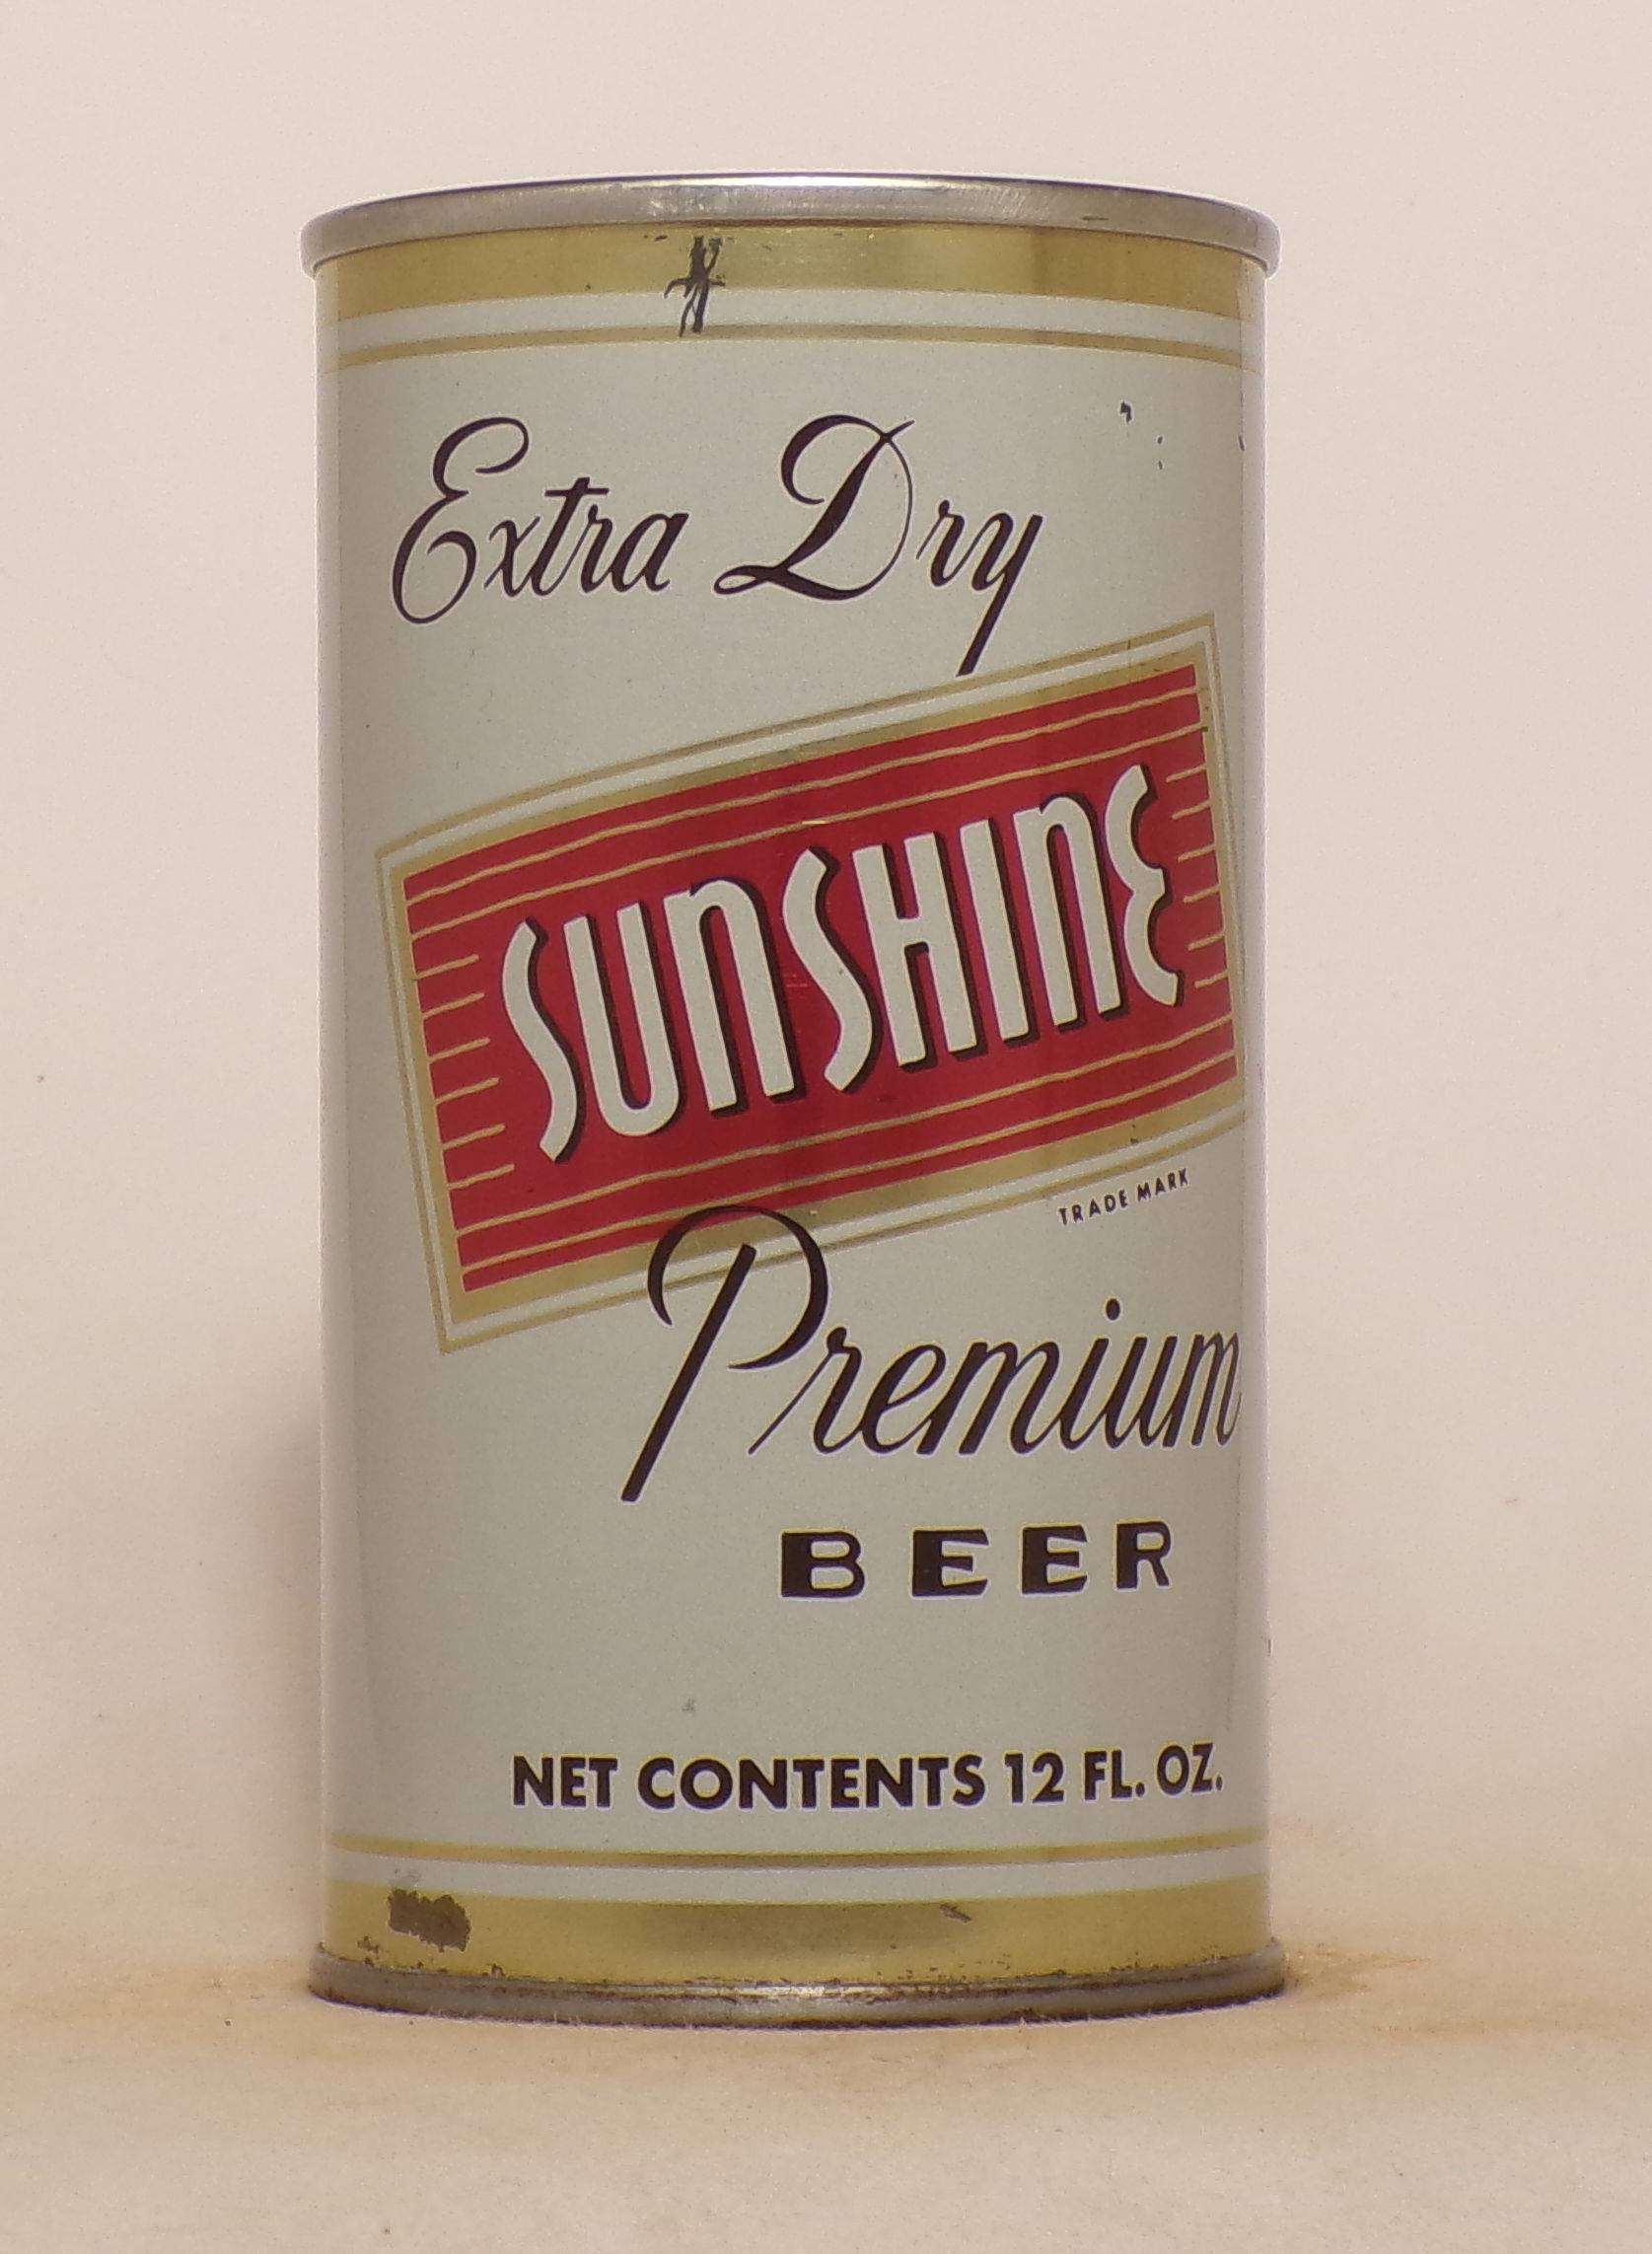 Extra Dry
SUNSHINE
TRADE MARK
Premium
BEER
NET CONTENTS 12 FL. OZ.